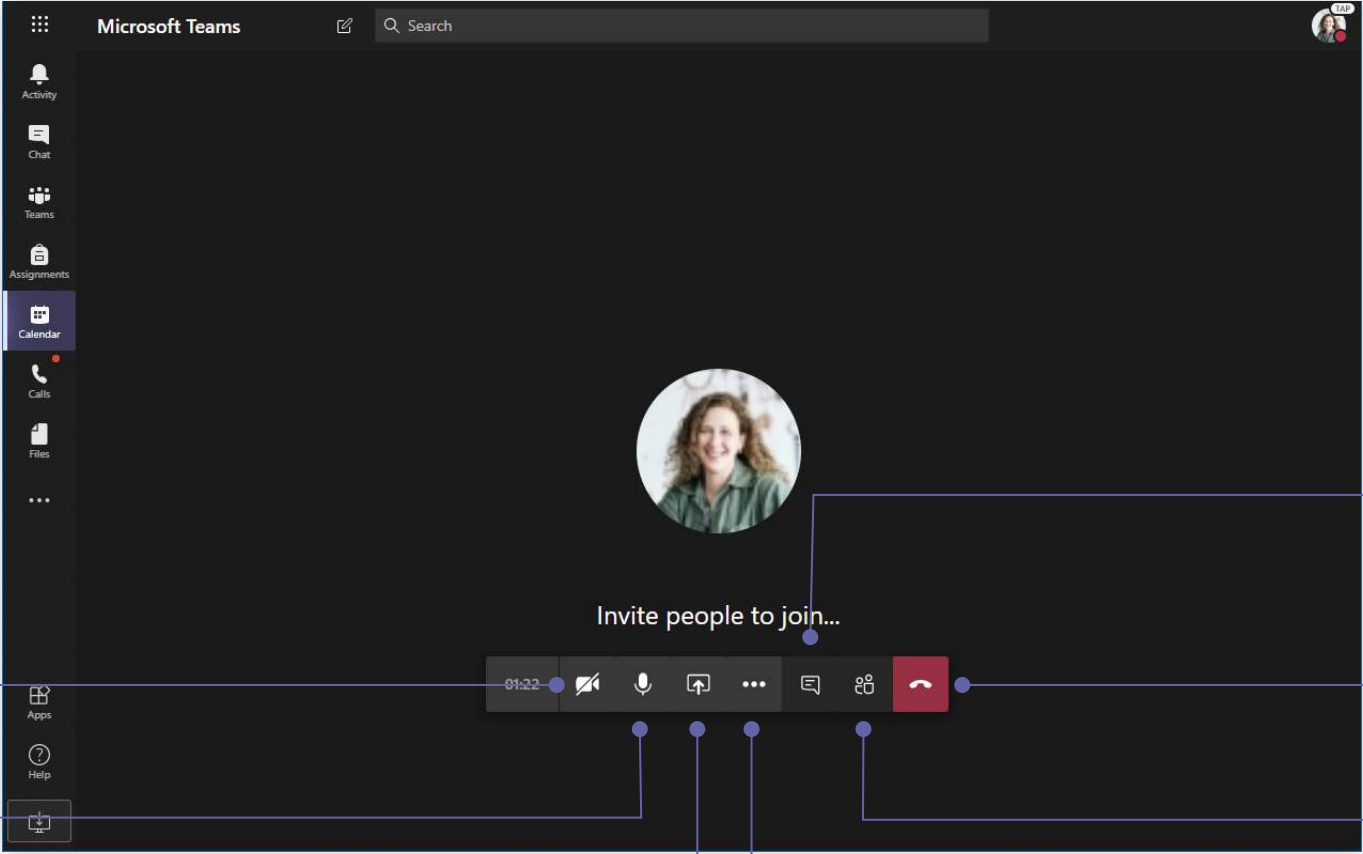 Microsoft Teams
Search
TAP
Activity
Chat
Teams
Assignments
Calendar
Calls
Files
Invite people to join...
01:22
Apps
Help